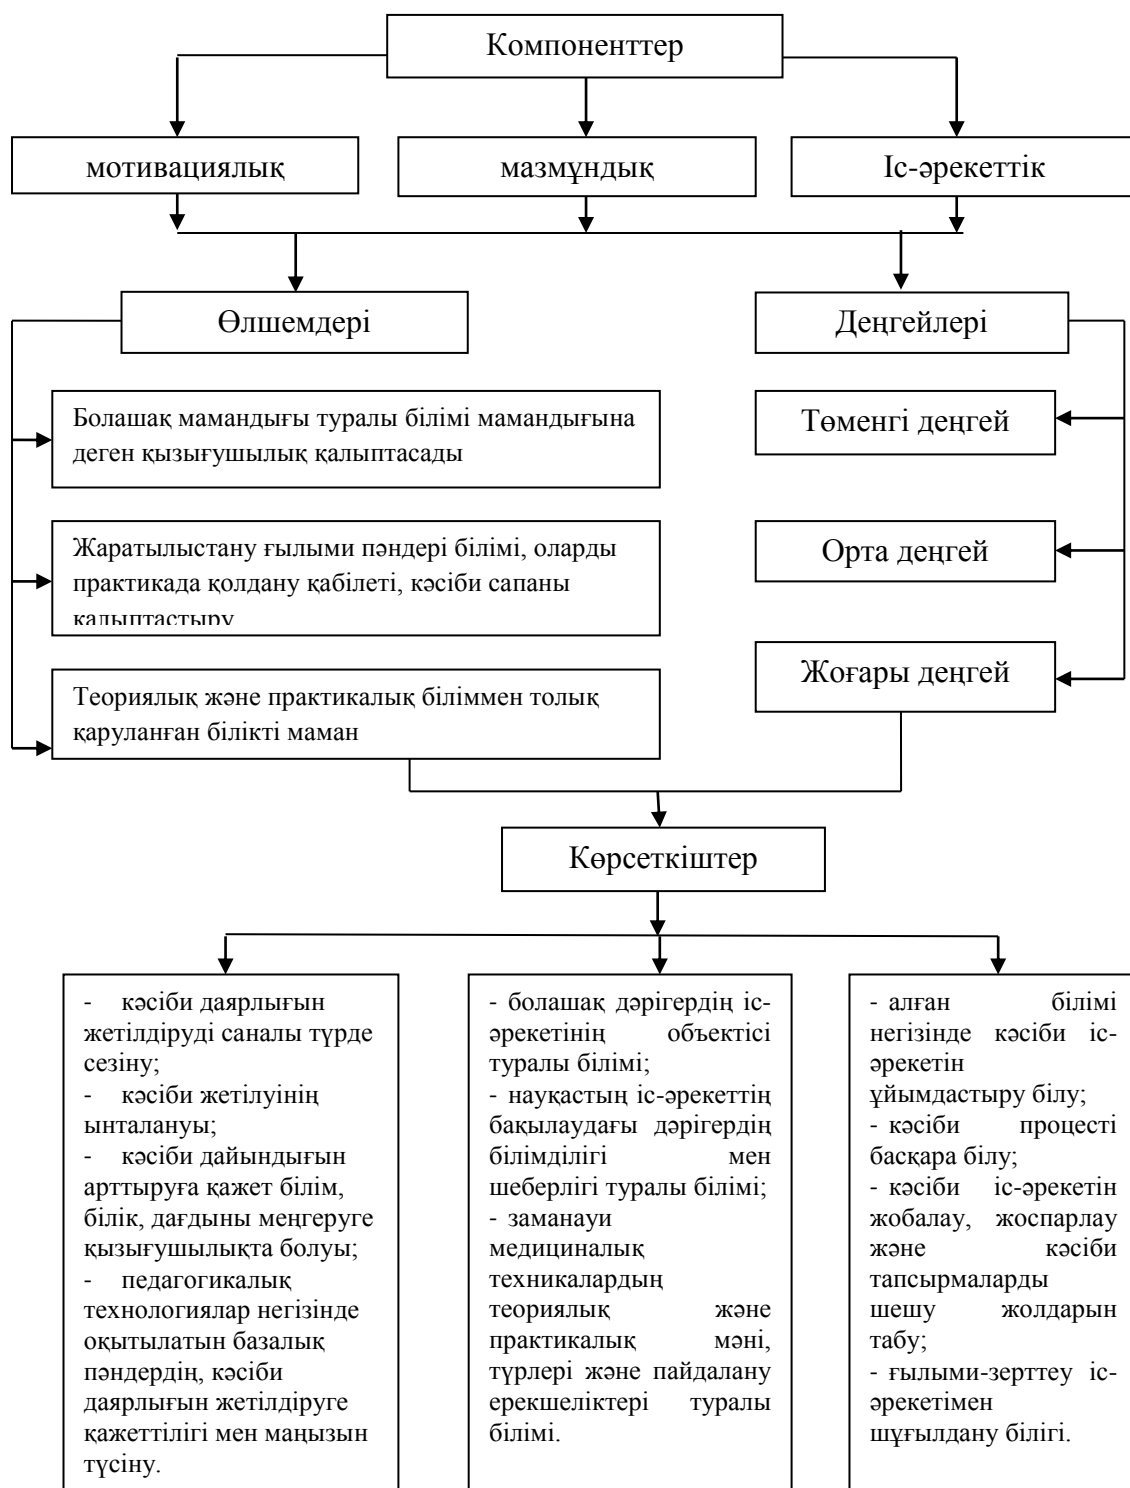 Компоненттер
мотивациялық
мазмұндық
Іс-әрекеттік
Өлшемдері
Деңгейлері
Болашақ мамандығы туралы білімі мамандығына
деген қызығушылық қалыптасады
Жаратылыстану ғылыми пәндері білімі, оларды
практикада қолдану қабілеті, кәсіби сапаны
қалыптастыру
Теориялық және практикалық біліммен толық
қаруланған білікті маман
Төменгі деңгей
Орта деңгей
Жоғары деңгей
Көрсеткіштер
- кәсіби даярлығын
жетілдіруді саналы түрде
сезіну;
- кәсіби жетілуінің
ынталануы;
- кәсіби дайындығын
арттыруға қажет білім,
білік, дағдыны меңгеруге
қызығушылықта болуы;
- педагогикалық
технологиялар негізінде
оқытылатын базалық
пәндердің, кәсіби
даярлығын жетілдіруге
қажеттілігі мен маңызын
түсіну.
- болашақ дәрігердің іс-
әрекетінің объектісі
туралы білімі;
- науқастың іс-әрекеттің
бақылаудағы дәрігердің
білімділігі мен
шеберлігі туралы білімі;
- заманауи
медициналық
техникалардың
теориялық және
практикалық мәні,
түрлері және пайдалану
ерекшеліктері туралы
білімі.
- алған білімі
негізінде кәсіби іс-
әрекетін
ұйымдастыру білу;
- кәсіби процесті
басқара білу;
- кәсіби іс-әрекетін
жобалау, жоспарлау
және кәсіби
тапсырмаларды
шешу жолдарын
табу;
- ғылыми-зерттеу іс-
әрекетімен
шұғылдану білігі.